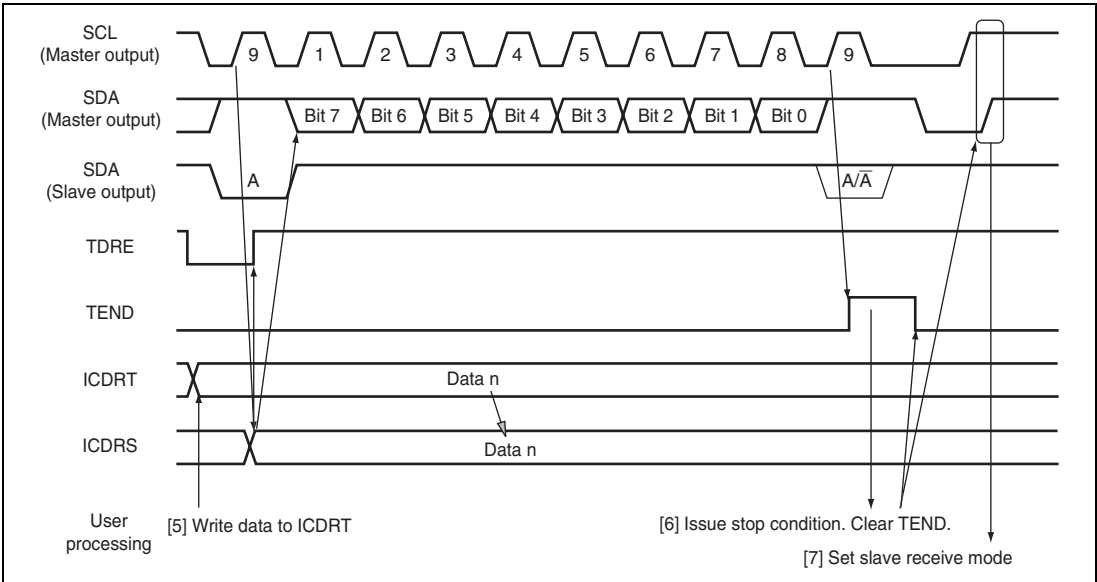 SCL
(Master output)
9 1 2 3 4 5 6 7 8 9
SDA
(Master output)
Bit 7 Bit 6 Bit 5 Bit 4 Bit 3 Bit 2 Bit 1 Bit 0
SDA
(Slave output)
A A/A̅
TDRE
TEND
ICDRT
Data n
ICDRS
Data n
User
processing
[5] Write data to ICDRT
[6] Issue stop condition. Clear TEND.
[7] Set slave receive mode